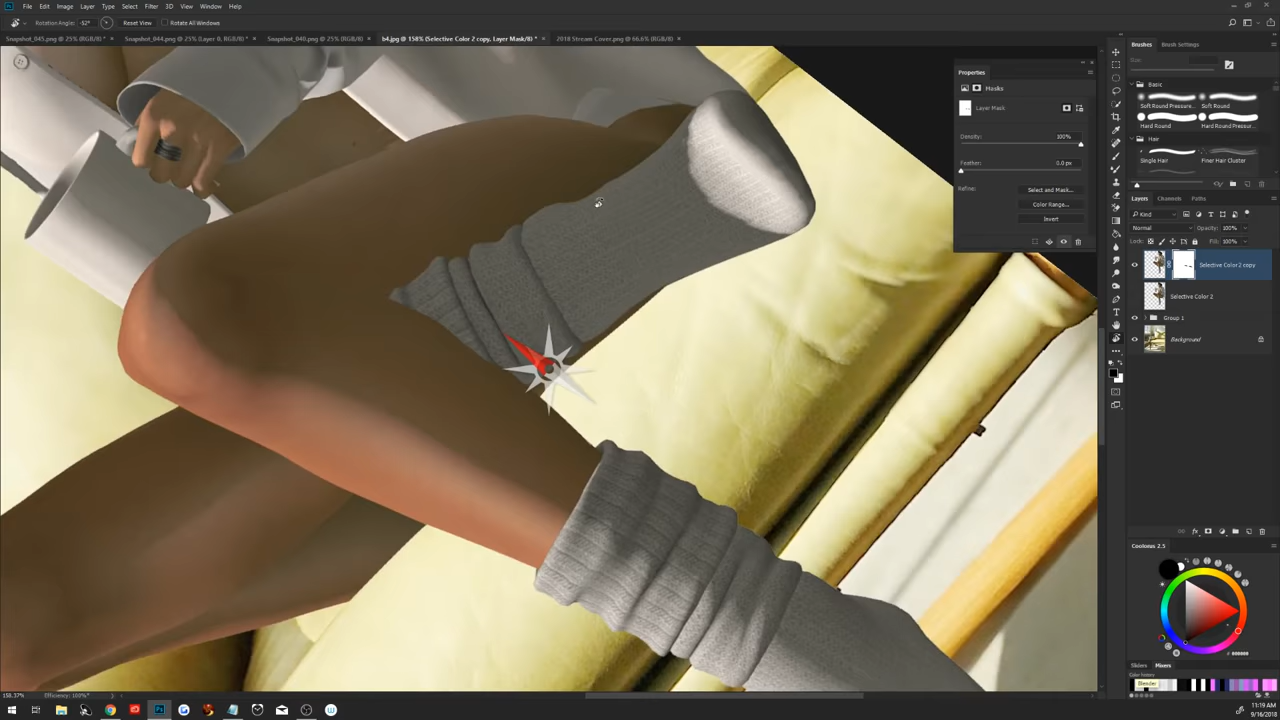 File Edit Image Layer Type Select Filter 3D View Window Help
Rotation Angle: -52° Reset View Rotate All Windows
Snapshot_045.png @ 25% (RGB/8) * × Snapshot_044.png @ 25% (Layer 0, RGB/8) * × Snapshot_040.png @ 25% (RGB/8) × b4.jpg @ 158% (Selective Color 2 copy, Layer Mask/8) * × 2018 Stream Cover.png @ 66.6% (RGB/8) ×
Brushes Brush Settings
Size:
Basic
Soft Round Pressure... Soft Round
Hard Round Hard Round Pressur...
Hair
Single Hair Finer Hair Cluster
Properties
Masks
Layer Mask
Density: 100%
Feather: 0.0 px
Refine: Select and Mask...
Color Range...
Invert
Layers Channels Paths
Kind
Normal Opacity: 100%
Lock: Fill: 100%
Selective Color 2 copy
Selective Color 2
Group 1
Background
Coolorus 2.5
Sliders Mixers
Blender
158.37% Efficiency: 100%*
11:19 AM
9/16/2018